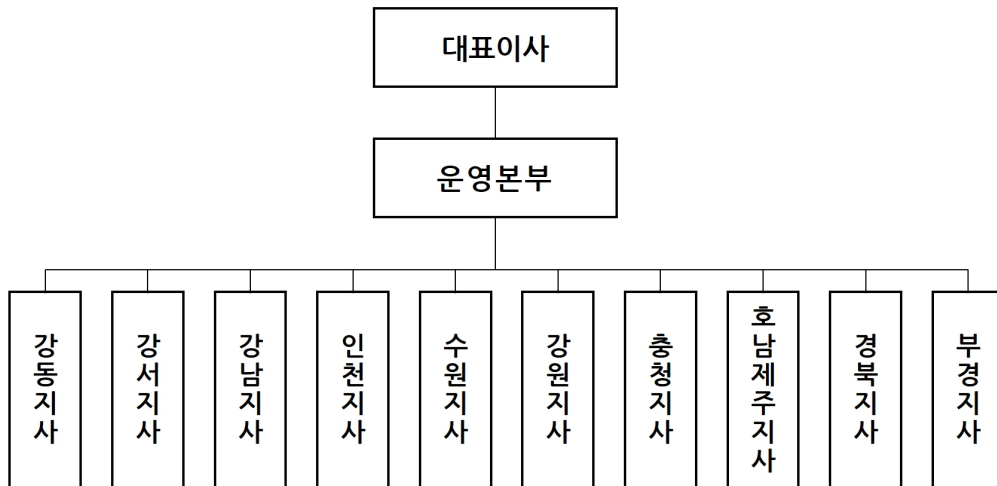 대표이사
운영본부
강동지사
강서지사
강남지사
인천지사
수원지사
강원지사
충청지사
호남제주지사
경북지사
부경지사